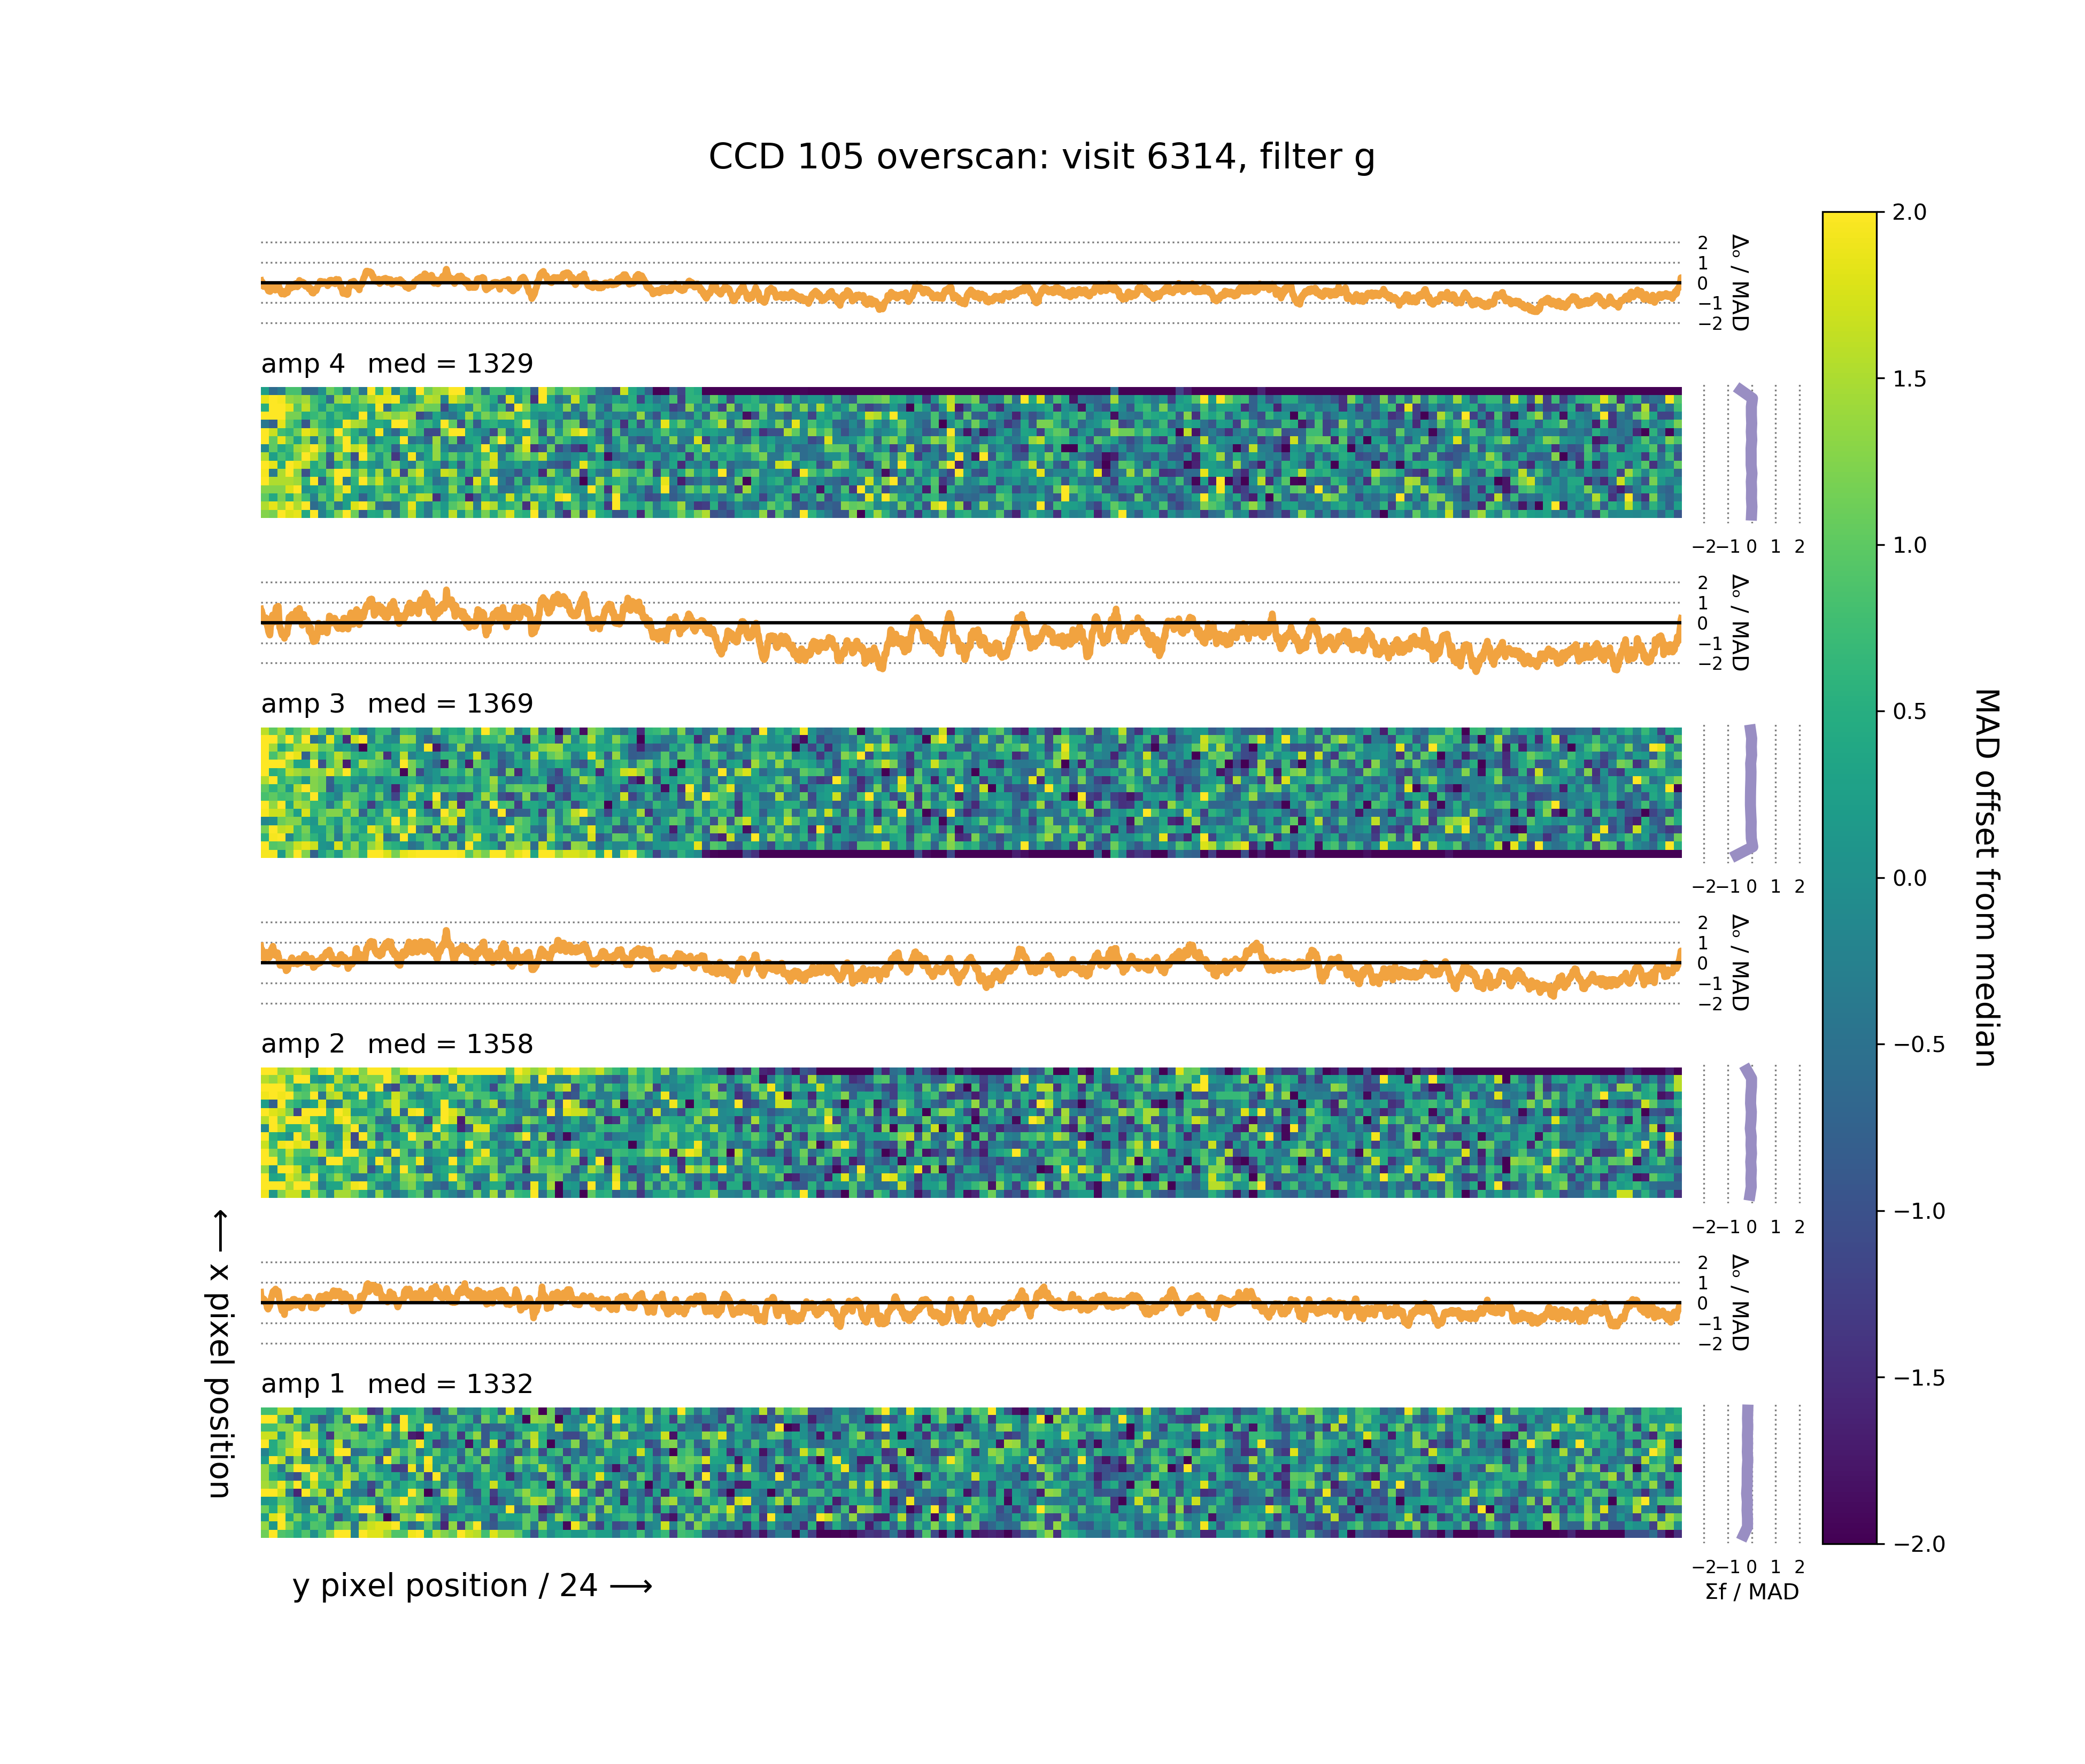 CCD 105 overscan: visit 6314, filter g
2
1
0
−1
−2
Δₒ / MAD
amp 4 med = 1329
−2 −1 0 1 2
2
1
0
−1
−2
Δₒ / MAD
amp 3 med = 1369
−2 −1 0 1 2
2
1
0
−1
−2
Δₒ / MAD
amp 2 med = 1358
−2 −1 0 1 2
2
1
0
−1
−2
Δₒ / MAD
amp 1 med = 1332
−2 −1 0 1 2
Σf / MAD
⟵ x pixel position
y pixel position / 24 ⟶
2.0
1.5
1.0
0.5
0.0
−0.5
−1.0
−1.5
−2.0
MAD offset from median